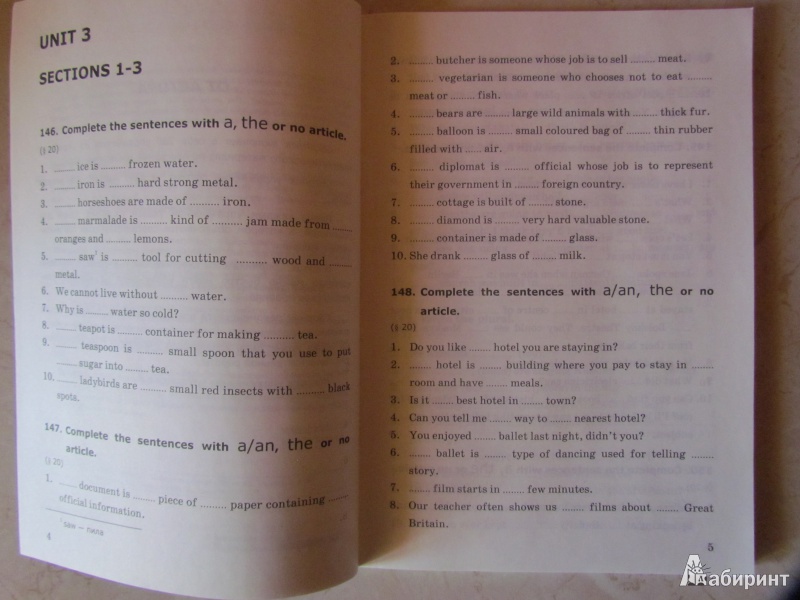 UNIT 3
SECTIONS 1-3
146. Complete the sentences with a, the or no article.
(§ 20)
1. ........ ice is ........ frozen water.
2. ........ iron is ........ hard strong metal.
3. ........ horseshoes are made of ........ iron.
4. ........ marmalade is ........ kind of ........ jam made from ........
oranges and ........ lemons.
5. ........ saw¹ is ........ tool for cutting ........ wood and ........
metal.
6. We cannot live without ........ water.
7. Why is ........ water so cold?
8. ........ teapot is ........ container for making ........ tea.
9. ........ teaspoon is ........ small spoon that you use to put
........ sugar into ........ tea.
10. ........ ladybirds are ........ small red insects with ........ black
spots.
147. Complete the sentences with a/an, the or no
article.
(§ 20)
1. ........ document is ........ piece of ........ paper containing ........
official information.
¹ saw — пила
4
2. ........ butcher is someone whose job is to sell ........ meat.
3. ........ vegetarian is someone who chooses not to eat ........
meat or ........ fish.
4. ........ bears are ........ large wild animals with ........ thick fur.
5. ........ balloon is ........ small coloured bag of ........ thin rubber
filled with ........ air.
6. ........ diplomat is ........ official whose job is to represent
their government in ........ foreign country.
7. ........ cottage is built of ........ stone.
8. ........ diamond is ........ very hard valuable stone.
9. ........ container is made of ........ glass.
10. She drank ........ glass of ........ milk.
148. Complete the sentences with a/an, the or no
article.
(§ 20)
1. Do you like ........ hotel you are staying in?
2. ........ hotel is ........ building where you pay to stay in ........
room and have ........ meals.
3. Is it ........ best hotel in ........ town?
4. Can you tell me ........ way to ........ nearest hotel?
5. You enjoyed ........ ballet last night, didn't you?
6. ........ ballet is ........ type of dancing used for telling ........
story.
7. ........ film starts in ........ few minutes.
8. Our teacher often shows us ........ films about ........ Great
Britain.
5
Лабиринт